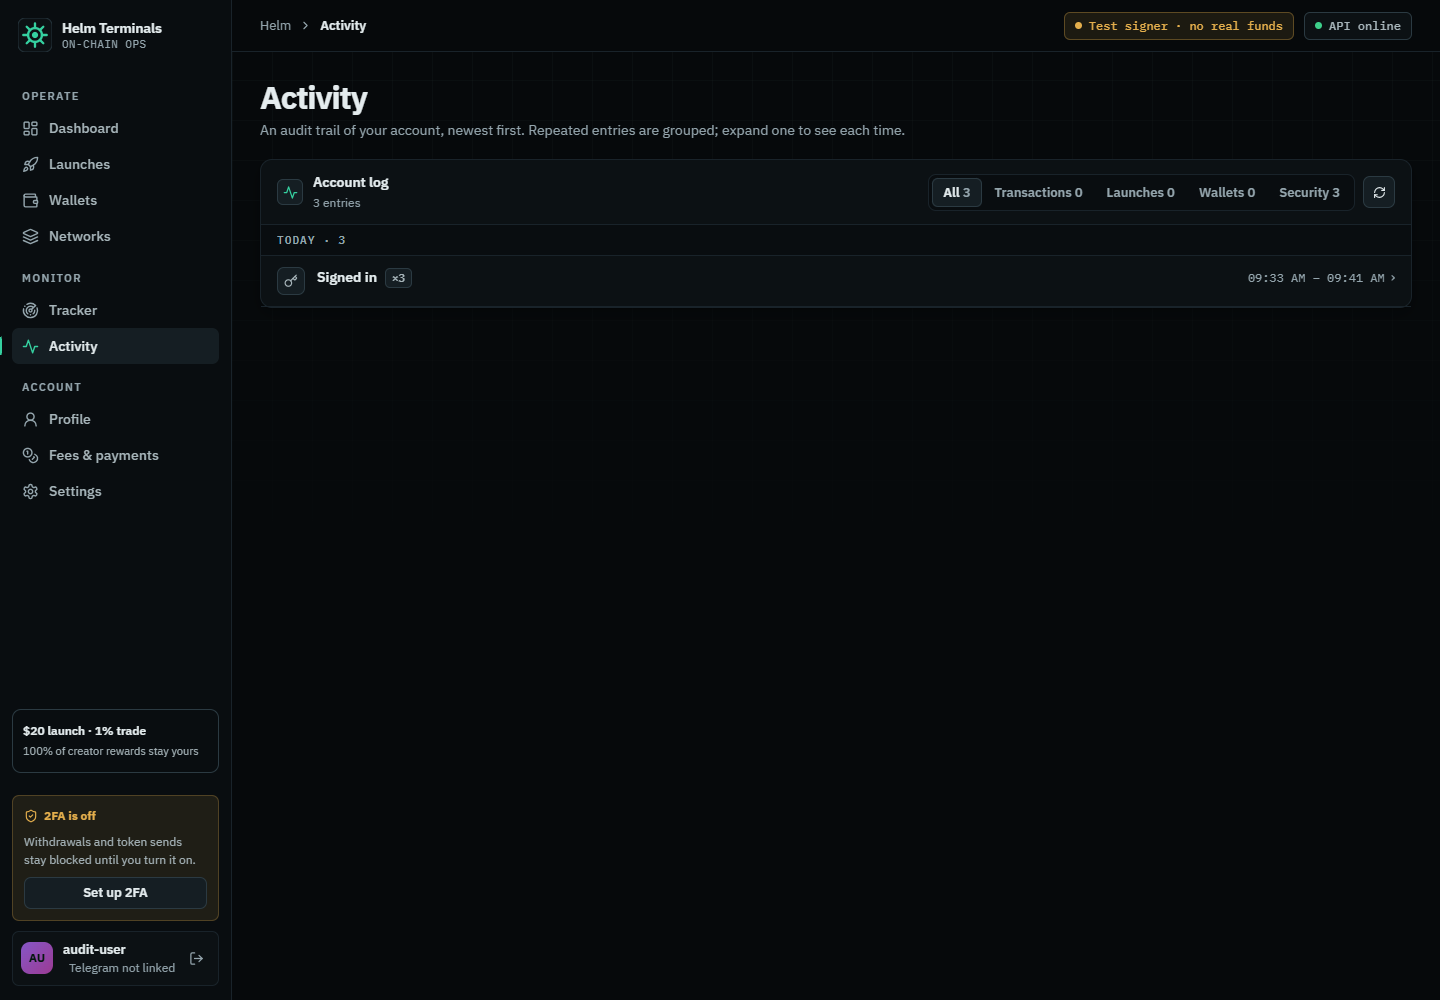 Helm Terminals
ON-CHAIN OPS
OPERATE
Dashboard
Launches
Wallets
Networks
MONITOR
Tracker
Activity
ACCOUNT
Profile
Fees & payments
Settings
$20 launch · 1% trade
100% of creator rewards stay yours
2FA is off
Withdrawals and token sends
stay blocked until you turn it on.
Set up 2FA
AU
audit-user
Telegram not linked
Helm > Activity
Test signer · no real funds
API online
Activity
An audit trail of your account, newest first. Repeated entries are grouped; expand one to see each time.
Account log
3 entries
All 3 Transactions 0 Launches 0 Wallets 0 Security 3
TODAY · 3
Signed in ×3
09:33 AM – 09:41 AM ›